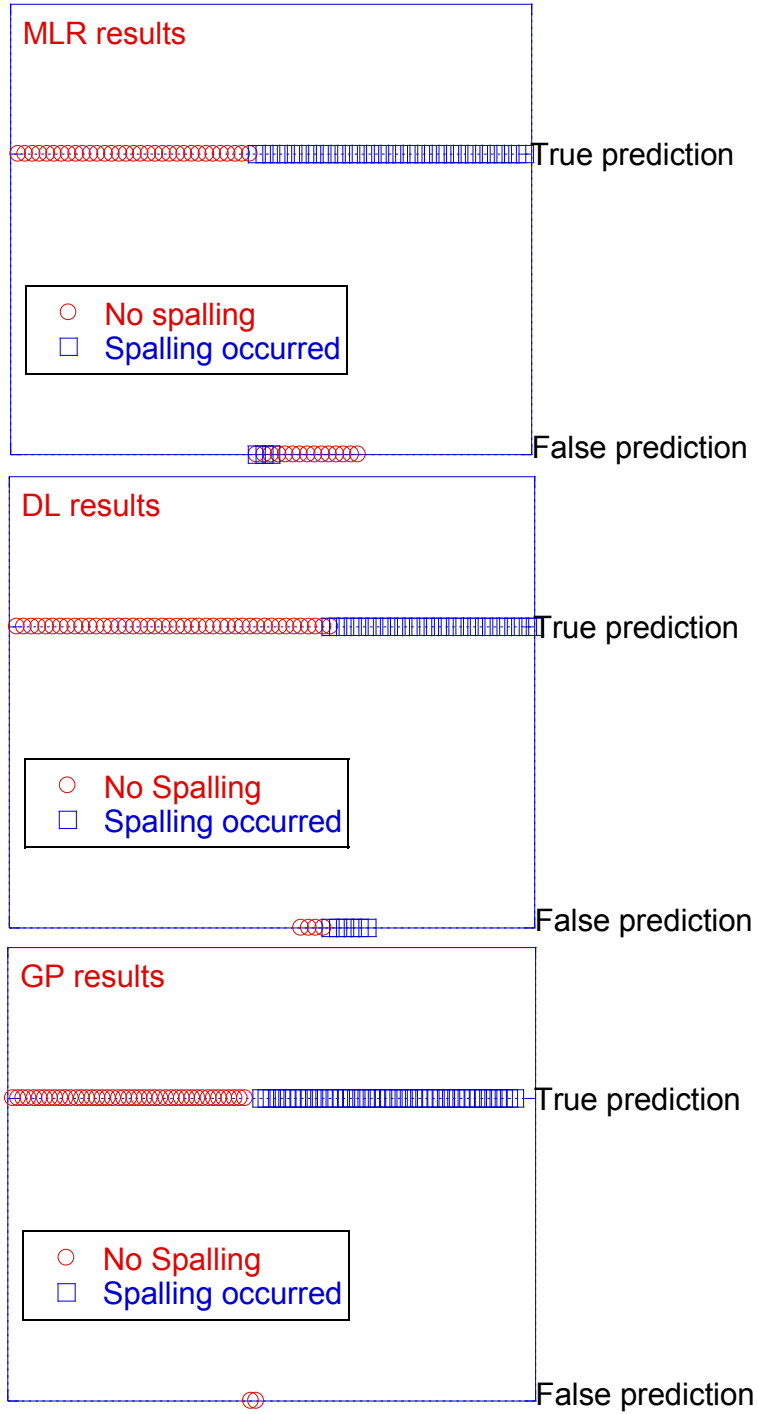 MLR results
True prediction
No spalling
Spalling occurred
False prediction
DL results
True prediction
No Spalling
Spalling occurred
False prediction
GP results
True prediction
No Spalling
Spalling occurred
False prediction